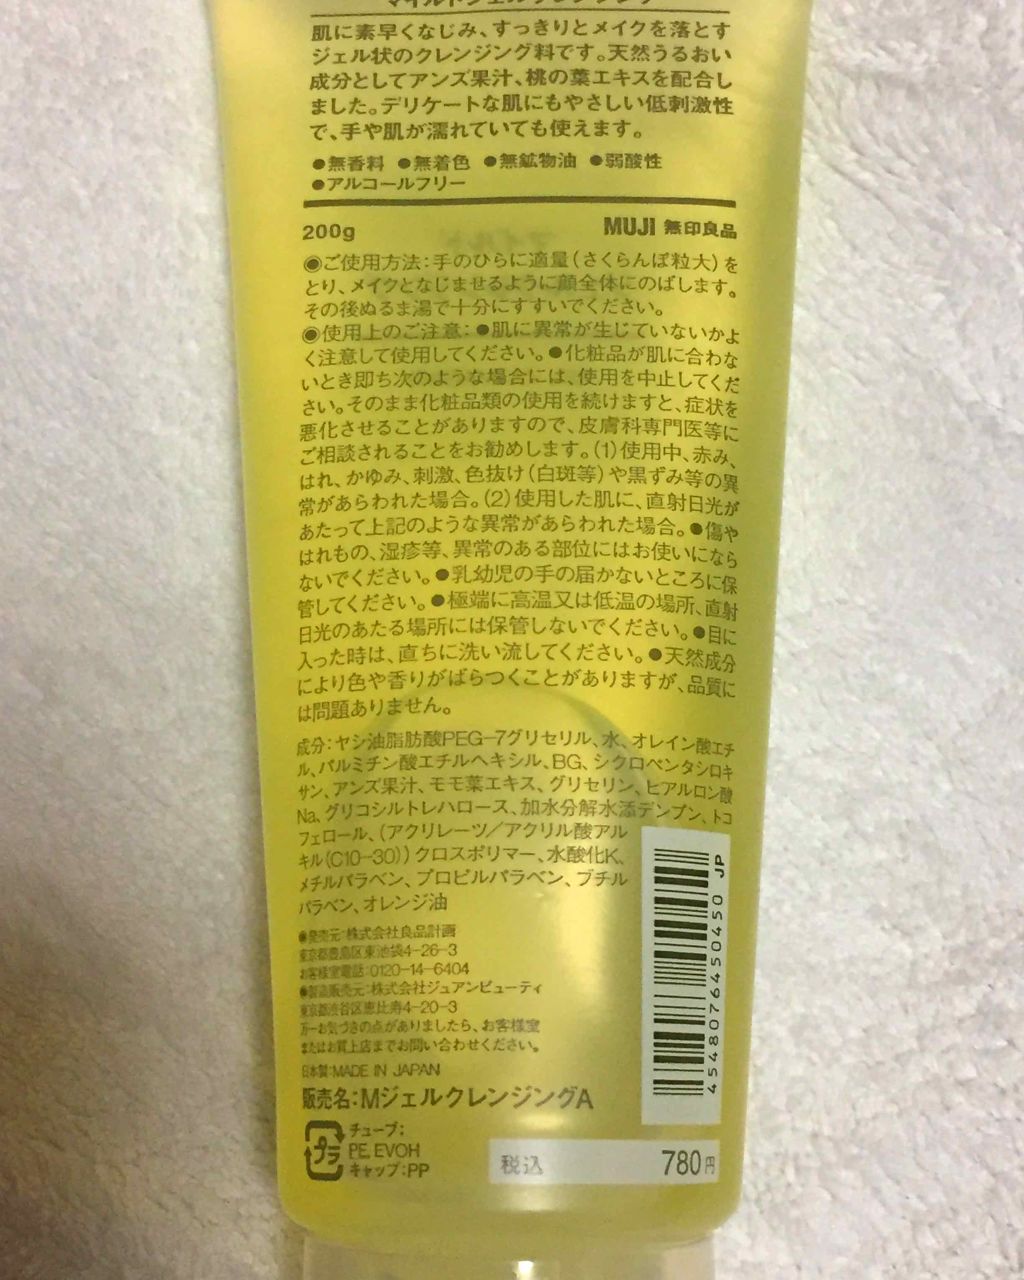 マイルドジェルクレンジング
肌に素早くなじみ、すっきりとメイクを落とす
ジェル状のクレンジング料です。天然うるおい
成分としてアンズ果汁、桃の葉エキスを配合し
ました。デリケートな肌にもやさしい低刺激性
で、手や肌が濡れていても使えます。
●無香料 ●無着色 ●無鉱物油 ●弱酸性
●アルコールフリー
200g MUJI 無印良品
◉ご使用方法:手のひらに適量(さくらんぼ粒大)を
とり、メイクとなじませるように顔全体にのばします。
その後ぬるま湯で十分にすすいでください。
◉使用上のご注意:●肌に異常が生じていないかよ
く注意して使用してください。●化粧品が肌に合わな
いとき即ち次のような場合には、使用を中止してくだ
さい。そのまま化粧品類の使用を続けますと、症状を
悪化させることがありますので、皮膚科専門医等に
ご相談されることをお勧めします。(1)使用中、赤み、
はれ、かゆみ、刺激、色抜け(白斑等)や黒ずみ等の異
常があらわれた場合。(2)使用した肌に、直射日光が
あたって上記のような異常があらわれた場合。●傷や
はれもの、湿疹等、異常のある部位にはお使いになら
ないでください。●乳幼児の手の届かないところに保
管してください。●極端に高温又は低温の場所、直射
日光のあたる場所には保管しないでください。●目に
入った時は、直ちに洗い流してください。●天然成分
により色や香りがばらつくことがありますが、品質に
は問題ありません。
成分:ヤシ油脂肪酸PEG-7グリセリル、水、オレイン酸エチ
ル、パルミチン酸エチルヘキシル、BG、シクロペンタシロキ
サン、アンズ果汁、モモ葉エキス、グリセリン、ヒアルロン酸
Na、グリコシルトレハロース、加水分解水添デンプン、トコ
フェロール、(アクリレーツ/アクリル酸アル
キル(C10-30))クロスポリマー、水酸化K、
メチルパラベン、プロピルパラベン、ブチル
パラベン、オレンジ油
●発売元:株式会社良品計画
東京都豊島区東池袋4-26-3
お客様室電話:0120-14-6404
●製造販売元:株式会社ジュアンビューティ
東京都渋谷区恵比寿4-20-3
万一お気づきの点がありましたら、お客様室
またはお買上店までお問い合わせください。
日本製:MADE IN JAPAN
販売名:MジェルクレンジングA
プラ
チューブ:
PE,EVOH
キャップ:PP
4548076450450 JP
税込 780円